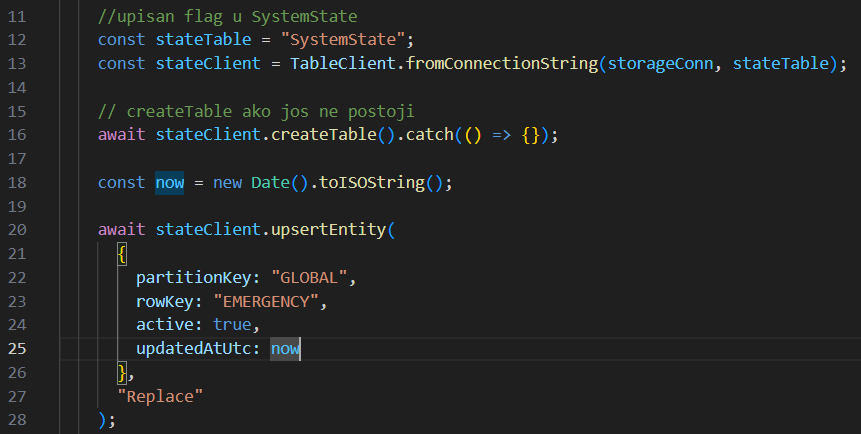 11 //upisan flag u SystemState
12 const stateTable = "SystemState";
13 const stateClient = TableClient.fromConnectionString(storageConn, stateTable);
14
15 // createTable ako jos ne postoji
16 await stateClient.createTable().catch(() => {});
17
18 const now = new Date().toISOString();
19
20 await stateClient.upsertEntity(
21 {
22 partitionKey: "GLOBAL",
23 rowKey: "EMERGENCY",
24 active: true,
25 updatedAtUtc: now
26 },
27 "Replace"
28 );